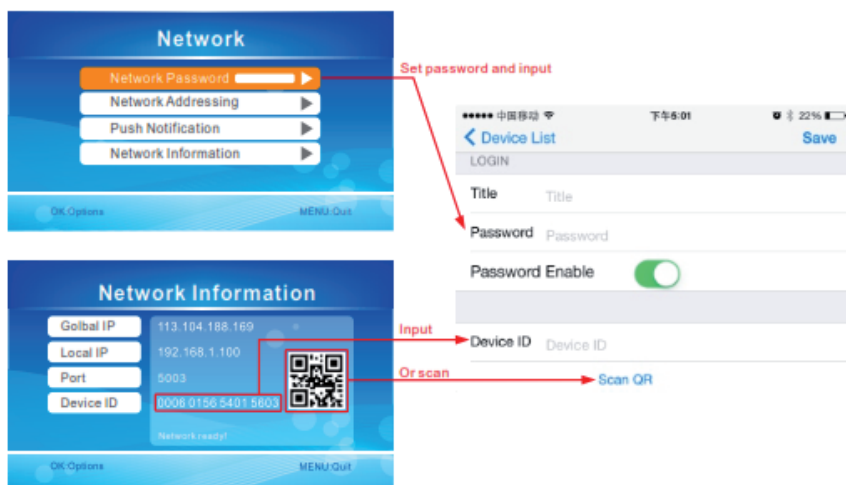 Network
Network Password
Network Addressing
Push Notification
Network Information
OK:Options
MENU:Quit
Set password and input
中国移动
下午5:01
22%
Device List
Save
LOGIN
Title
Title
Password
Password
Password Enable
Device ID
Device ID
Scan QR
Network Information
Golbal IP
113.104.188.169
Local IP
192.168.1.100
Port
5003
Device ID
0006 0156 5401 5603
Network ready!
OK:Options
MENU:Quit
Input
Or scan